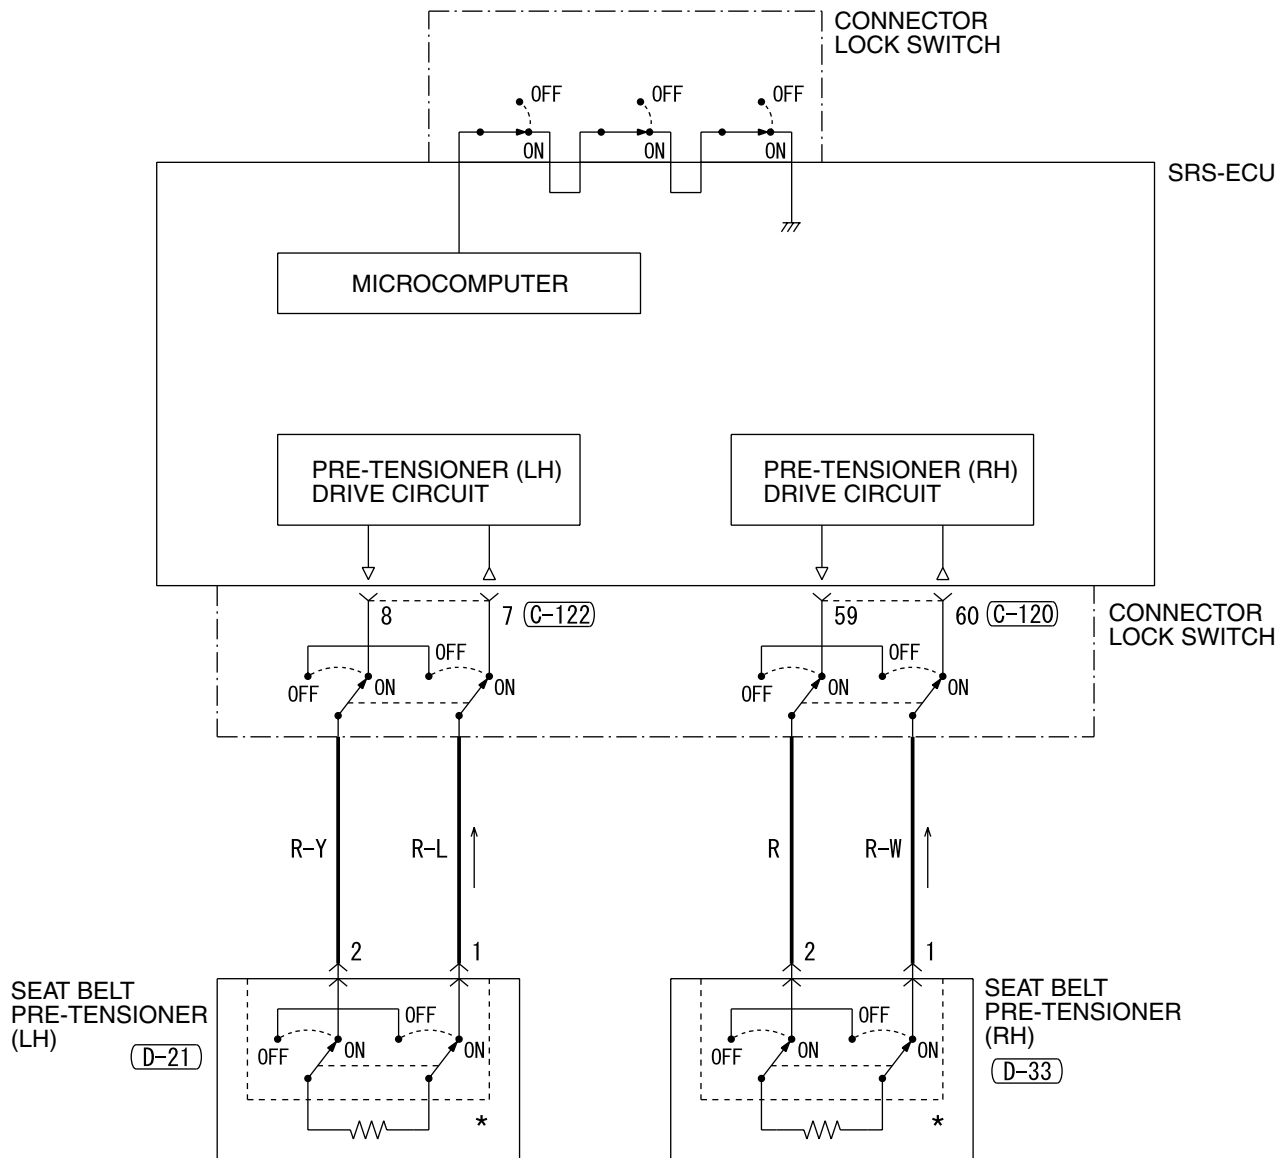 CONNECTOR
LOCK SWITCH
OFF OFF OFF
ON ON ON
SRS-ECU
MICROCOMPUTER
PRE-TENSIONER (LH)
DRIVE CIRCUIT
PRE-TENSIONER (RH)
DRIVE CIRCUIT
8 7 C-122 59 60 C-120
CONNECTOR
LOCK SWITCH
OFF OFF
OFF ON ON OFF ON ON
R-Y R-L R R-W
2 1 2 1
SEAT BELT
PRE-TENSIONER
(LH)
D-21
OFF OFF
OFF ON ON OFF ON ON
SEAT BELT
PRE-TENSIONER
(RH)
D-33
* *